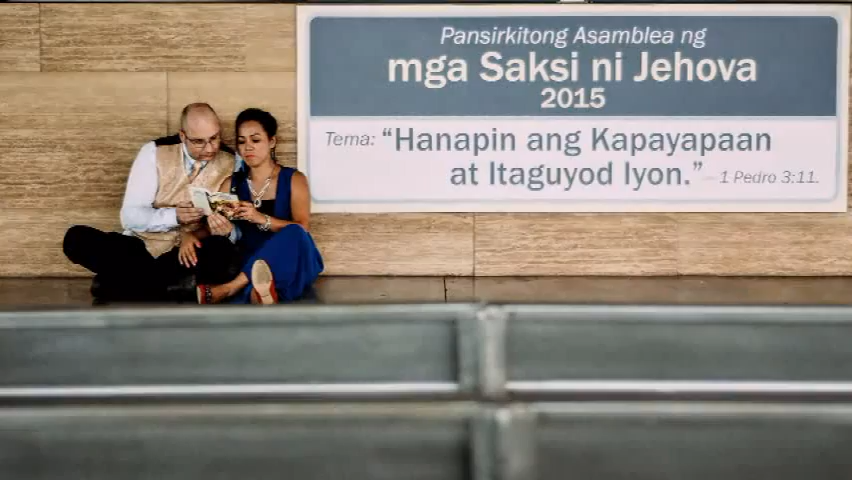 Pansirkitong Asamblea ng
mga Saksi ni Jehova
2015
Tema: “Hanapin ang Kapayapaan
at Itaguyod Iyon.” —1 Pedro 3:11.